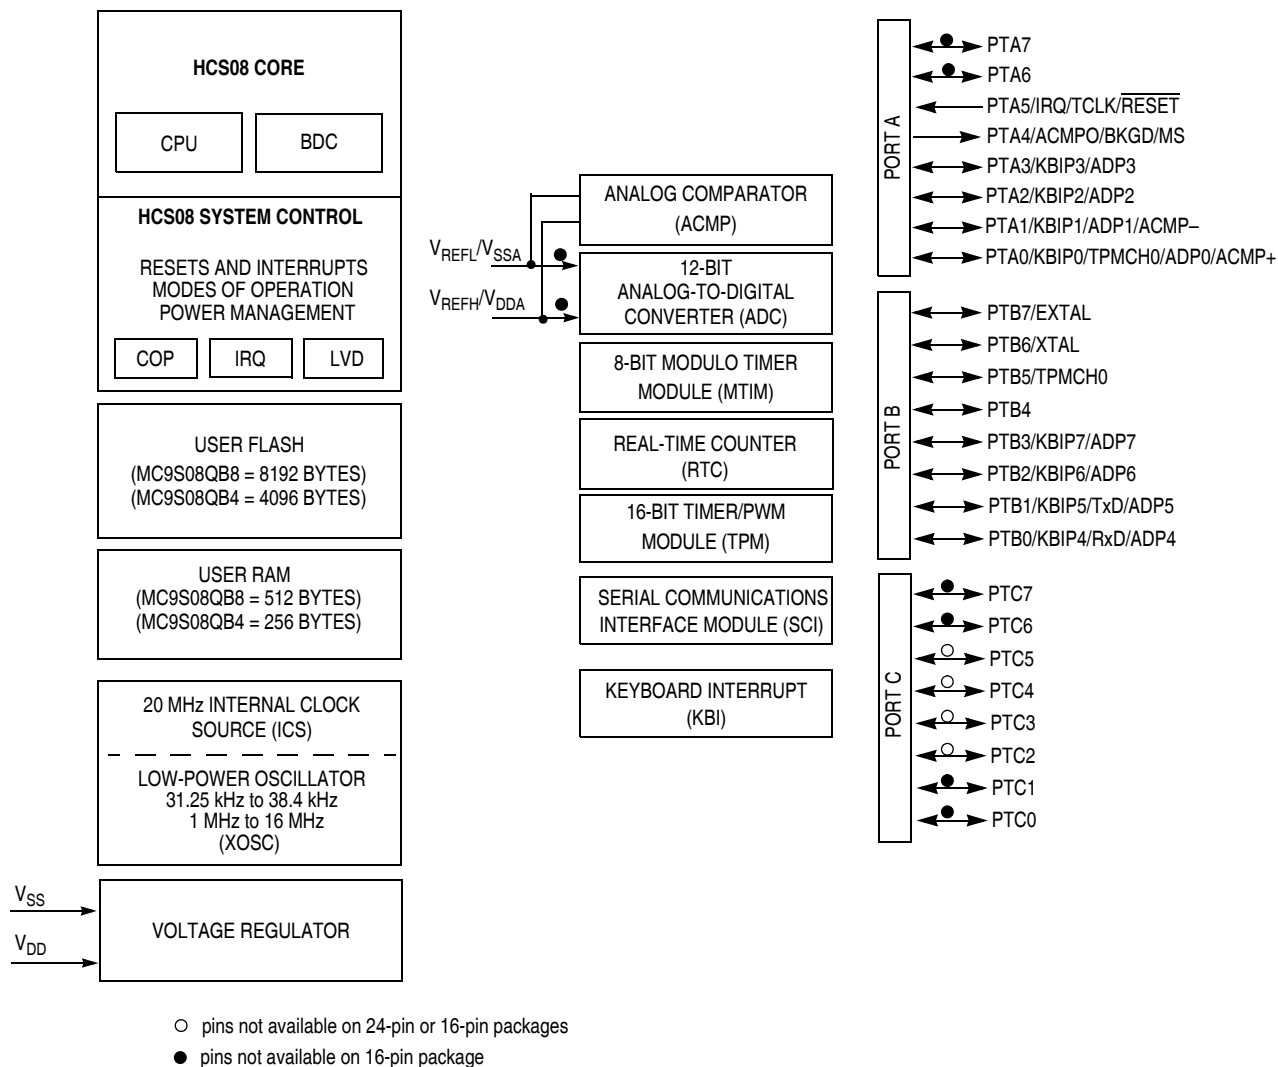 HCS08 CORE
CPU
BDC
HCS08 SYSTEM CONTROL
RESETS AND INTERRUPTS
MODES OF OPERATION
POWER MANAGEMENT
COP
IRQ
LVD
USER FLASH
(MC9S08QB8 = 8192 BYTES)
(MC9S08QB4 = 4096 BYTES)
USER RAM
(MC9S08QB8 = 512 BYTES)
(MC9S08QB4 = 256 BYTES)
20 MHz INTERNAL CLOCK
SOURCE (ICS)
LOW-POWER OSCILLATOR
31.25 kHz to 38.4 kHz
1 MHz to 16 MHz
(XOSC)
VSS
VDD
VOLTAGE REGULATOR
VREFL/VSSA
VREFH/VDDA
ANALOG COMPARATOR
(ACMP)
12-BIT
ANALOG-TO-DIGITAL
CONVERTER (ADC)
8-BIT MODULO TIMER
MODULE (MTIM)
REAL-TIME COUNTER
(RTC)
16-BIT TIMER/PWM
MODULE (TPM)
SERIAL COMMUNICATIONS
INTERFACE MODULE (SCI)
KEYBOARD INTERRUPT
(KBI)
PORT A
PTA7
PTA6
PTA5/IRQ/TCLK/RESET
PTA4/ACMPO/BKGD/MS
PTA3/KBIP3/ADP3
PTA2/KBIP2/ADP2
PTA1/KBIP1/ADP1/ACMP–
PTA0/KBIP0/TPMCH0/ADP0/ACMP+
PORT B
PTB7/EXTAL
PTB6/XTAL
PTB5/TPMCH0
PTB4
PTB3/KBIP7/ADP7
PTB2/KBIP6/ADP6
PTB1/KBIP5/TxD/ADP5
PTB0/KBIP4/RxD/ADP4
PORT C
PTC7
PTC6
PTC5
PTC4
PTC3
PTC2
PTC1
PTC0
pins not available on 24-pin or 16-pin packages
pins not available on 16-pin package